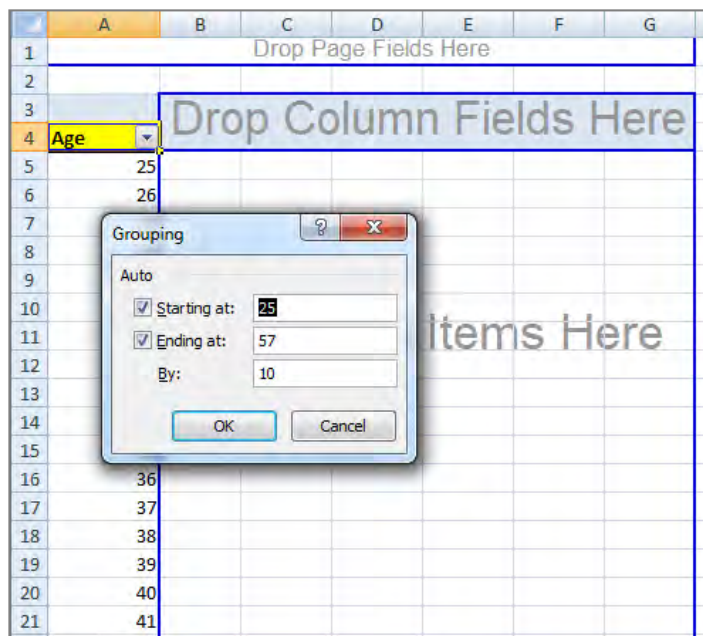 A B C D E F G
1 Drop Page Fields Here
2
3 Drop Column Fields Here
4 Age
5 25
6 26
7
8
9
10
11 Items Here
12
13
14
15
16 36
17 37
18 38
19 39
20 40
21 41
Grouping ?
Auto
Starting at: 25
Ending at: 57
By: 10
OK Cancel